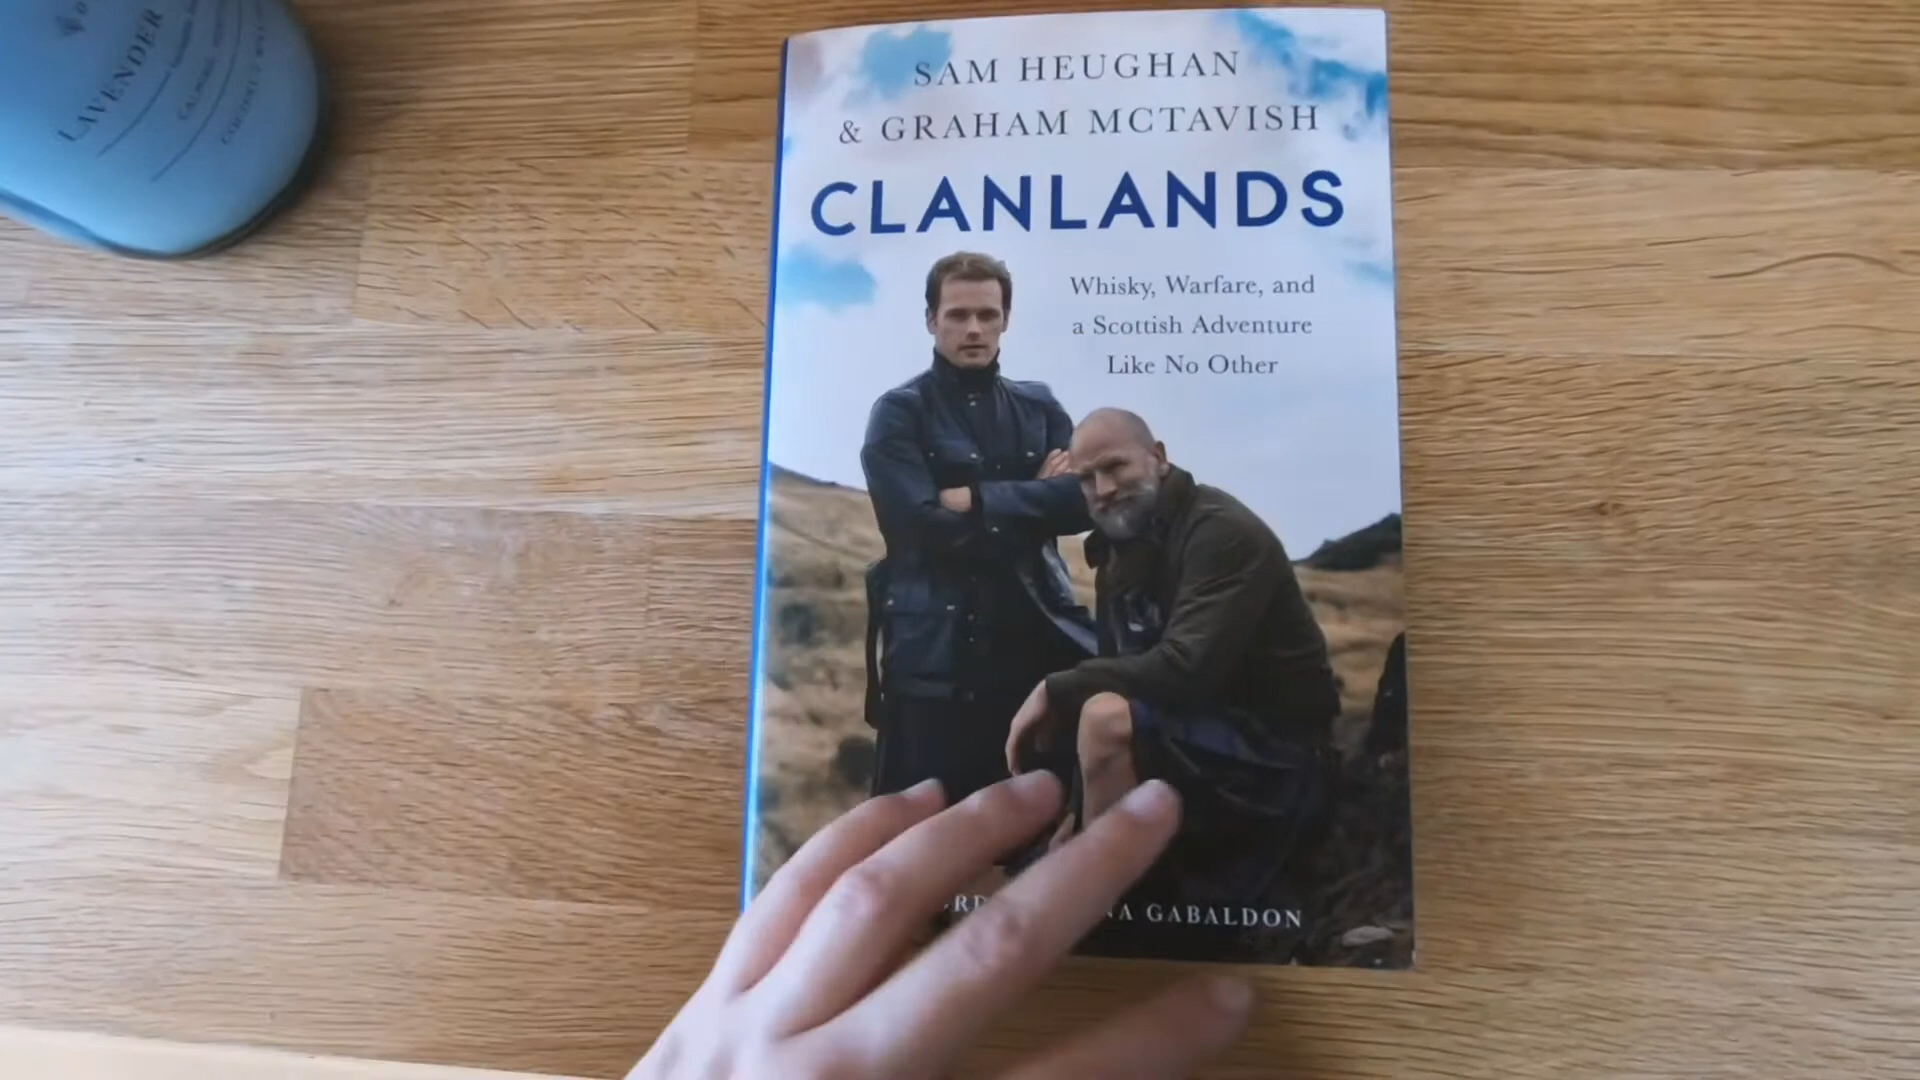 LAVENDER
SAM HEUGHAN
& GRAHAM MCTAVISH
CLANLANDS
Whisky, Warfare, and
a Scottish Adventure
Like No Other
GABALDON